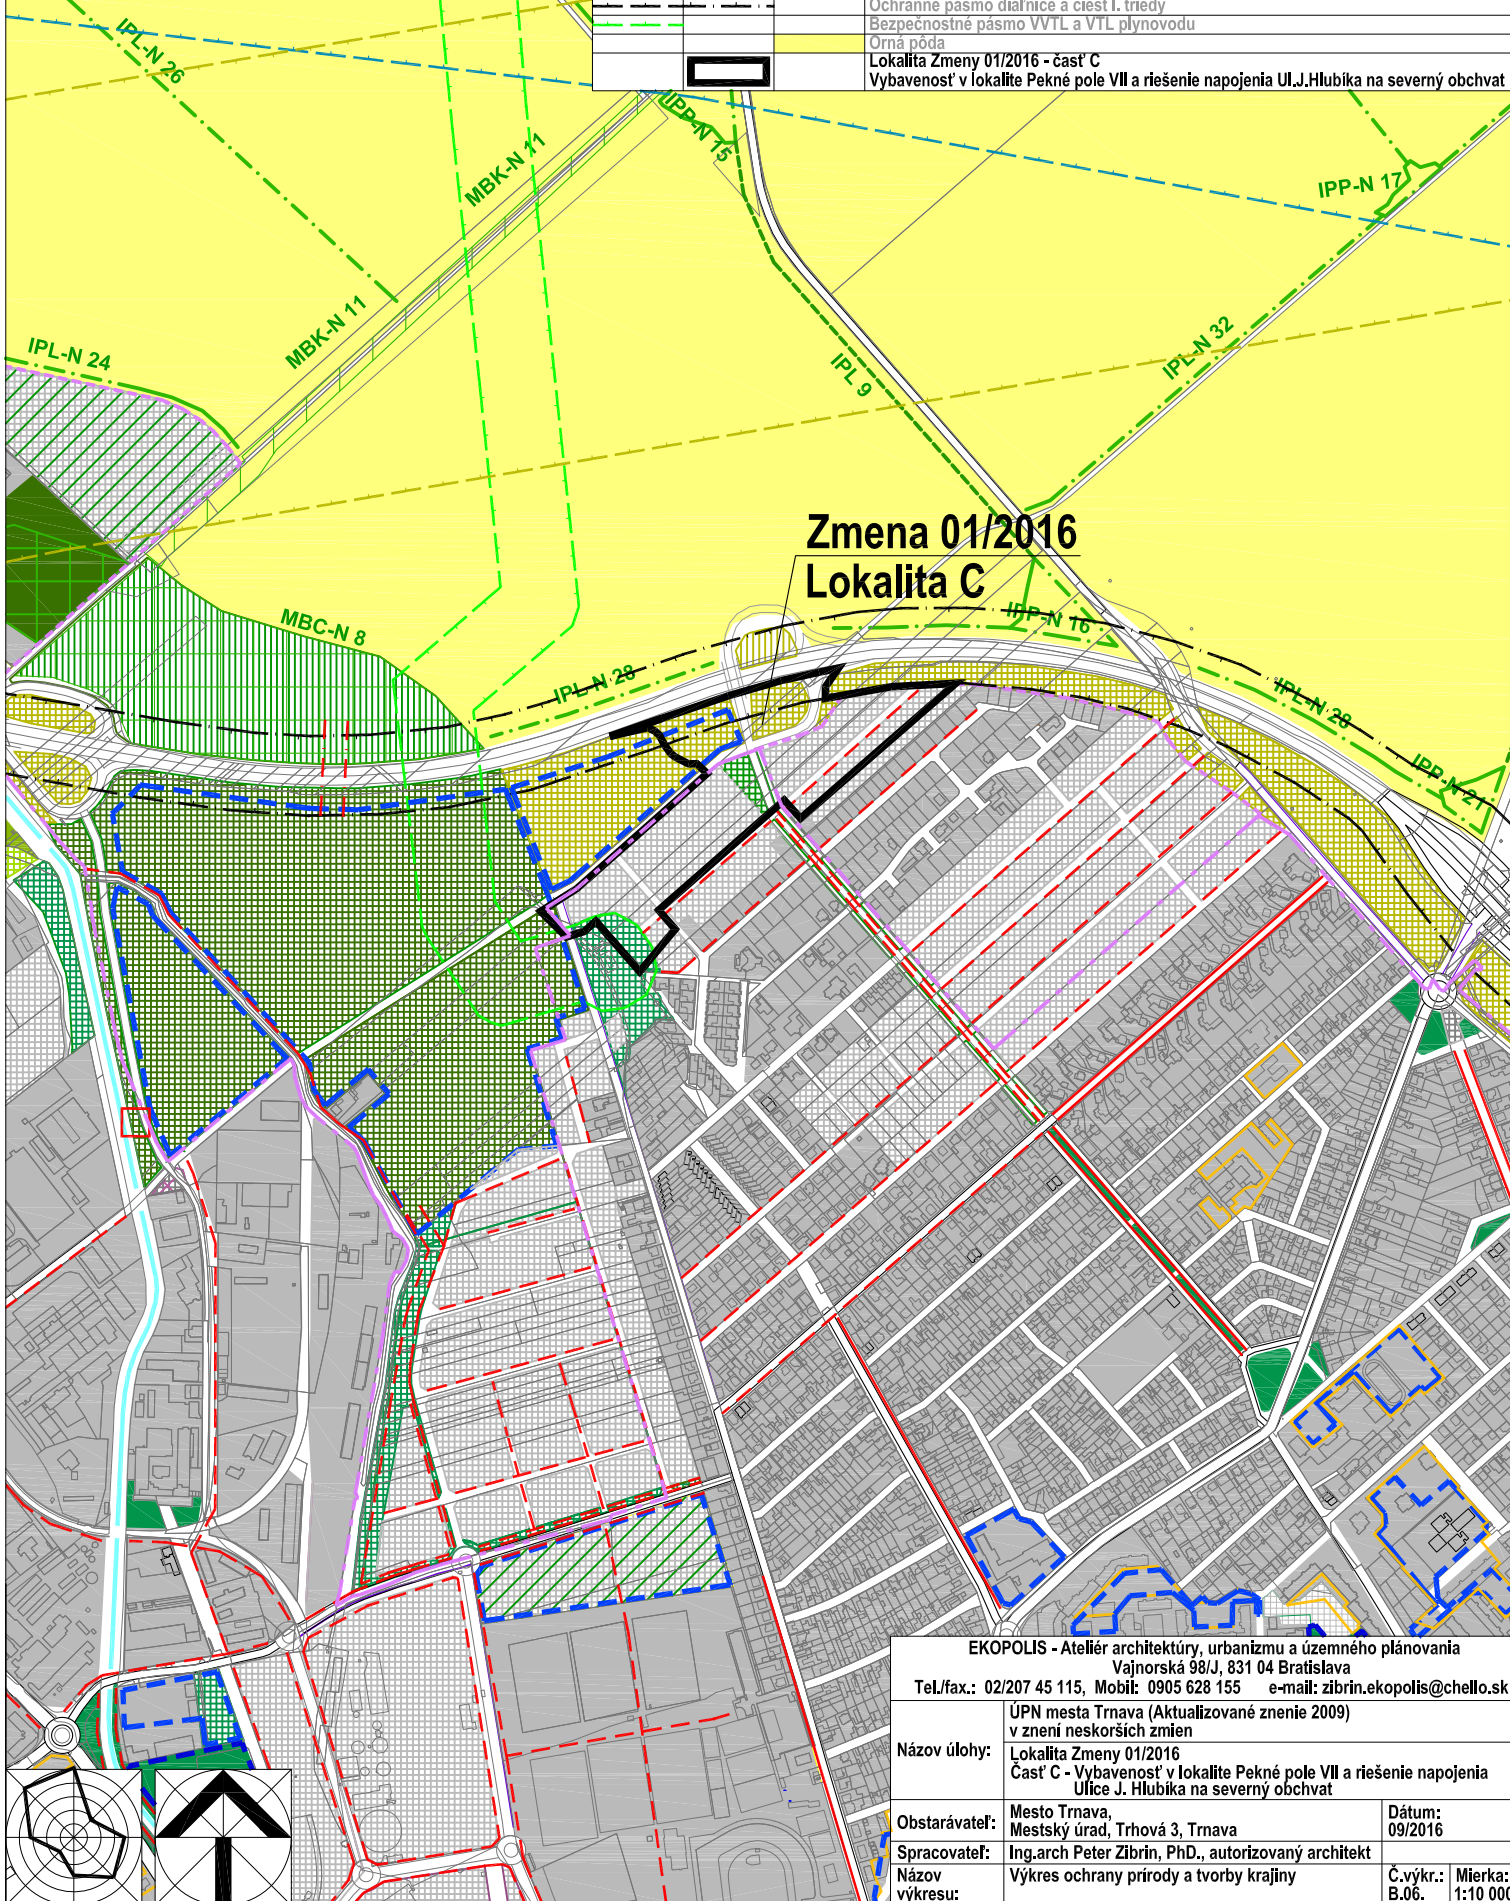 Ochranné pásmo diaľnice a ciest I. triedy
Bezpečnostné pásmo VVTL a VTL plynovodu
Orná pôda
Lokalita Zmeny 01/2016 - časť C
Vybavenosť v lokalite Pekné pole VII a riešenie napojenia Ul.J.Hlubíka na severný obchvat
IPL-N 26
IPP-N 15
MBK-N 11
IPP-N 17
MBK-N 11
IPL-N 24
IPL 9
IPL-N 32
Zmena 01/2016
Lokalita C
MBC-N 8
IPP-N 16
IPL-N 28
IPL-N 29
IPP-N 21
EKOPOLIS - Ateliér architektúry, urbanizmu a územného plánovania
Vajnorská 98/J, 831 04 Bratislava
Tel./fax.: 02/207 45 115, Mobil: 0905 628 155 e-mail: zibrin.ekopolis@chello.sk
Názov úlohy:
ÚPN mesta Trnava (Aktualizované znenie 2009)
v znení neskorších zmien
Lokalita Zmeny 01/2016
Časť C - Vybavenosť v lokalite Pekné pole VII a riešenie napojenia
Ulice J. Hlubíka na severný obchvat
Obstarávateľ:
Mesto Trnava,
Mestský úrad, Trhová 3, Trnava
Dátum:
09/2016
Spracovateľ:
Ing.arch Peter Zibrin, PhD., autorizovaný architekt
Názov
výkresu:
Výkres ochrany prírody a tvorby krajiny
Č.výkr.:
B.06.
Mierka:
1:10 000